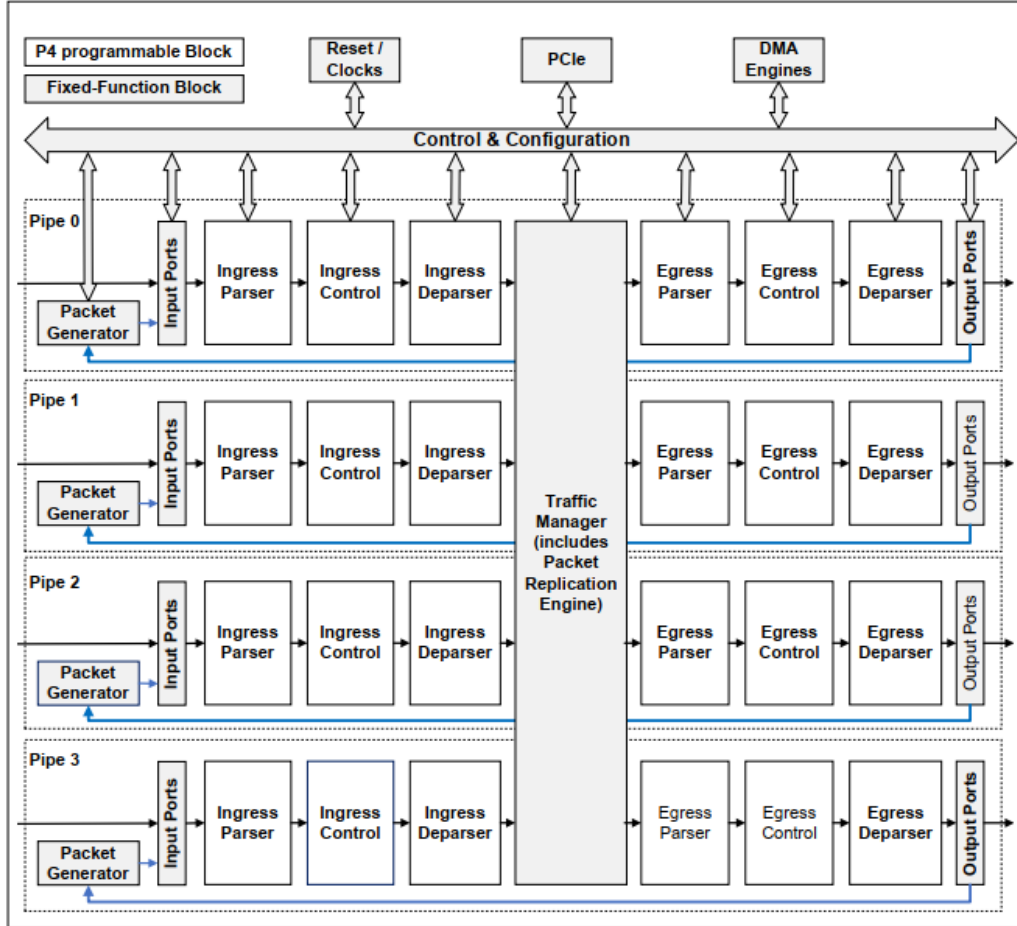 P4 programmable Block
Fixed-Function Block
Reset /
Clocks
PCIe
DMA
Engines
Control & Configuration
Pipe 0
Packet
Generator
Input Ports
Ingress
Parser
Ingress
Control
Ingress
Deparser
Egress
Parser
Egress
Control
Egress
Deparser
Output Ports
Pipe 1
Packet
Generator
Input Ports
Ingress
Parser
Ingress
Control
Ingress
Deparser
Traffic
Manager
(includes
Packet
Replication
Engine)
Egress
Parser
Egress
Control
Egress
Deparser
Output Ports
Pipe 2
Packet
Generator
Input Ports
Ingress
Parser
Ingress
Control
Ingress
Deparser
Egress
Parser
Egress
Control
Egress
Deparser
Output Ports
Pipe 3
Packet
Generator
Input Ports
Ingress
Parser
Ingress
Control
Ingress
Deparser
Egress
Parser
Egress
Control
Egress
Deparser
Output Ports